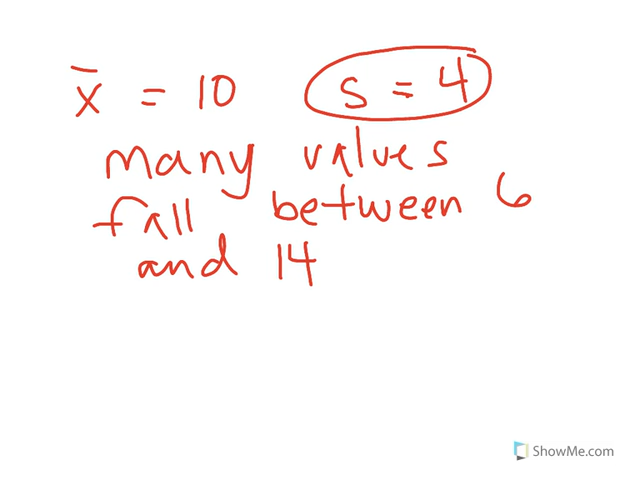 x̄ = 10 s = 4
many values
fall between 6
and 14
ShowMe.com